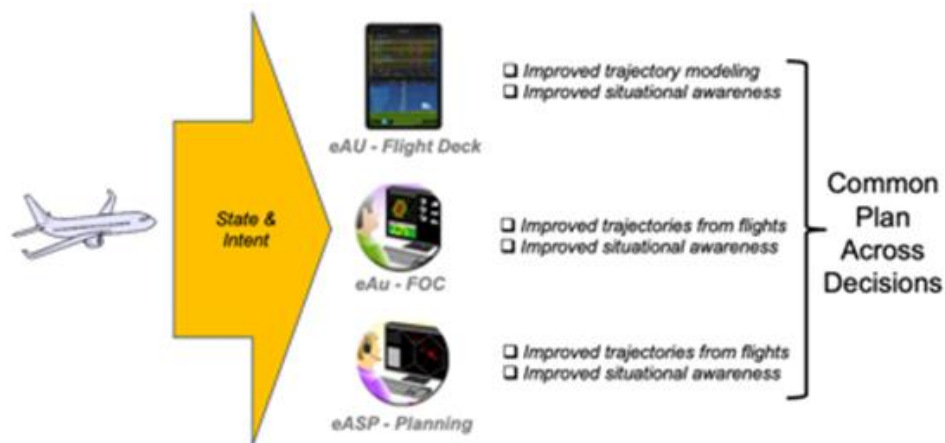 State &
Intent
eAU - Flight Deck
❑ Improved trajectory modeling
❑ Improved situational awareness
eAu - FOC
❑ Improved trajectories from flights
❑ Improved situational awareness
eASP - Planning
❑ Improved trajectories from flights
❑ Improved situational awareness
Common
Plan
Across
Decisions